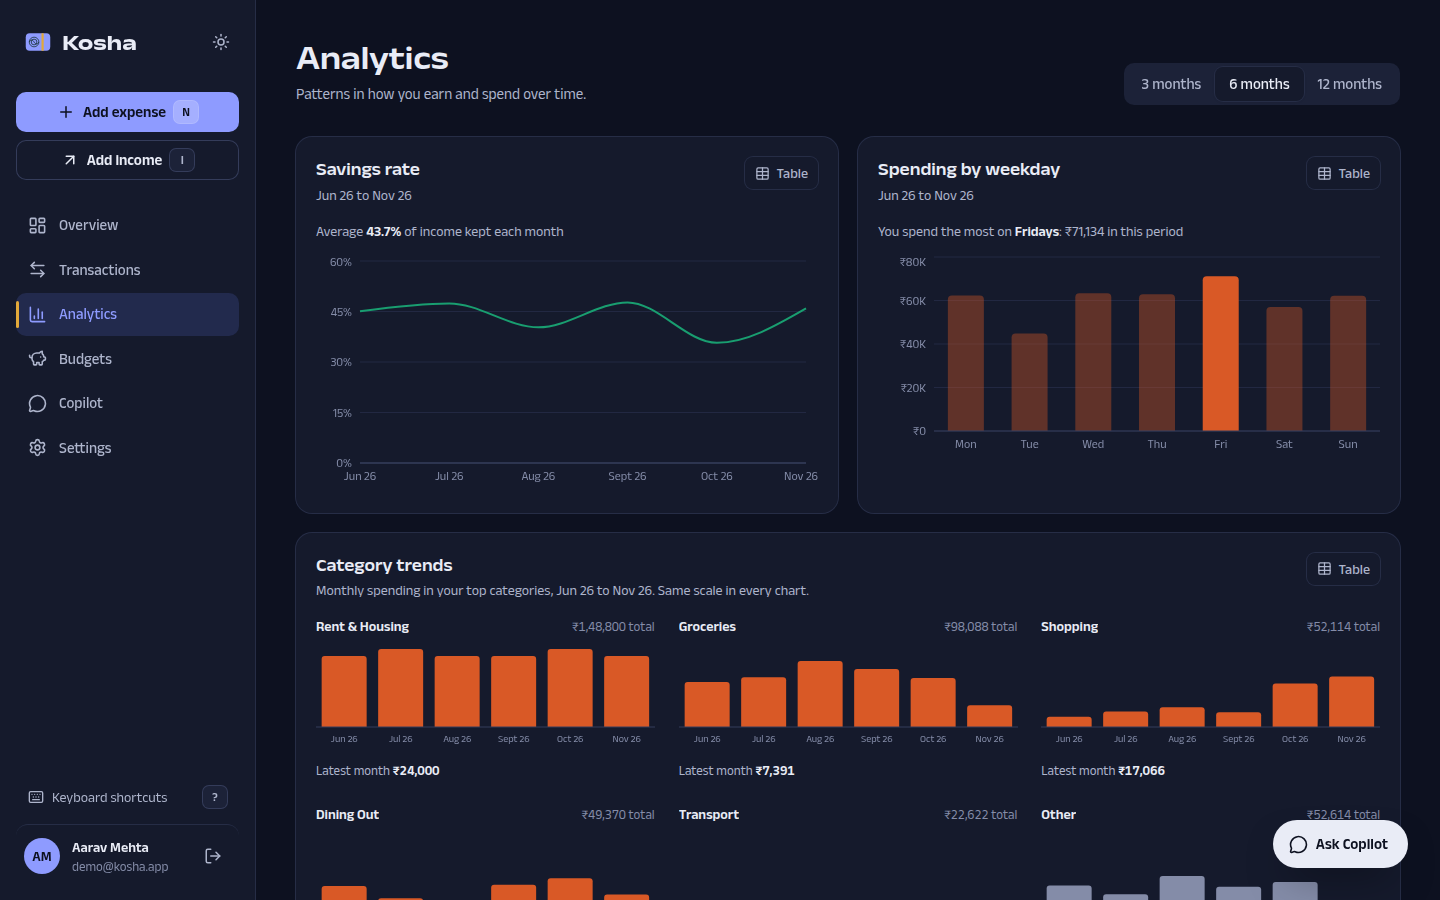 Kosha
Add expense N
Add income I
Overview
Transactions
Analytics
Budgets
Copilot
Settings
Keyboard shortcuts ?
AM
Aarav Mehta
demo@kosha.app
Analytics
Patterns in how you earn and spend over time.
3 months 6 months 12 months
Savings rate
Table
Jun 26 to Nov 26
Average 43.7% of income kept each month
60%
45%
30%
15%
0%
Jun 26 Jul 26 Aug 26 Sept 26 Oct 26 Nov 26
Spending by weekday
Table
Jun 26 to Nov 26
You spend the most on Fridays: ₹71,134 in this period
₹80K
₹60K
₹40K
₹20K
₹0
Mon Tue Wed Thu Fri Sat Sun
Category trends
Table
Monthly spending in your top categories, Jun 26 to Nov 26. Same scale in every chart.
Rent & Housing ₹1,48,800 total
Jun 26 Jul 26 Aug 26 Sept 26 Oct 26 Nov 26
Latest month ₹24,000
Groceries ₹98,088 total
Jun 26 Jul 26 Aug 26 Sept 26 Oct 26 Nov 26
Latest month ₹7,391
Shopping ₹52,114 total
Jun 26 Jul 26 Aug 26 Sept 26 Oct 26 Nov 26
Latest month ₹17,066
Dining Out ₹49,370 total
Transport ₹22,622 total
Other ₹52,614 total
Ask Copilot